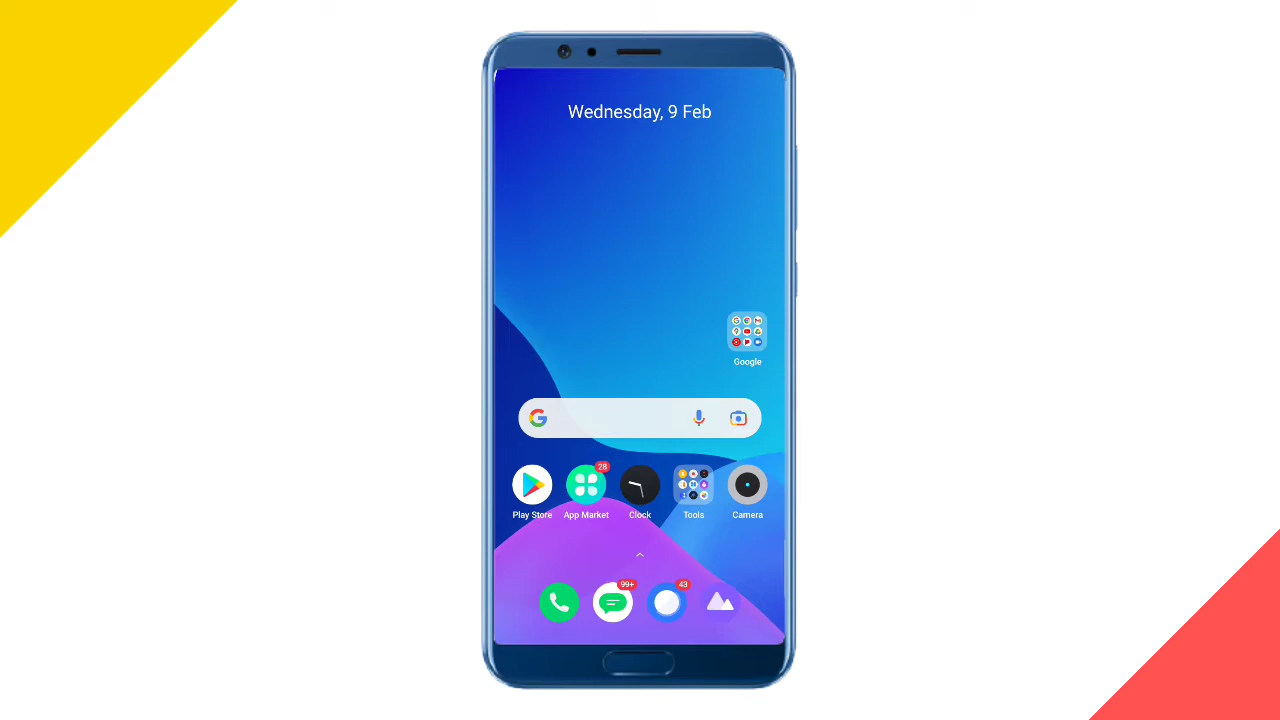 Wednesday, 9 Feb
Google
28
Play Store
App Market
Clock
Tools
Camera
99+
43